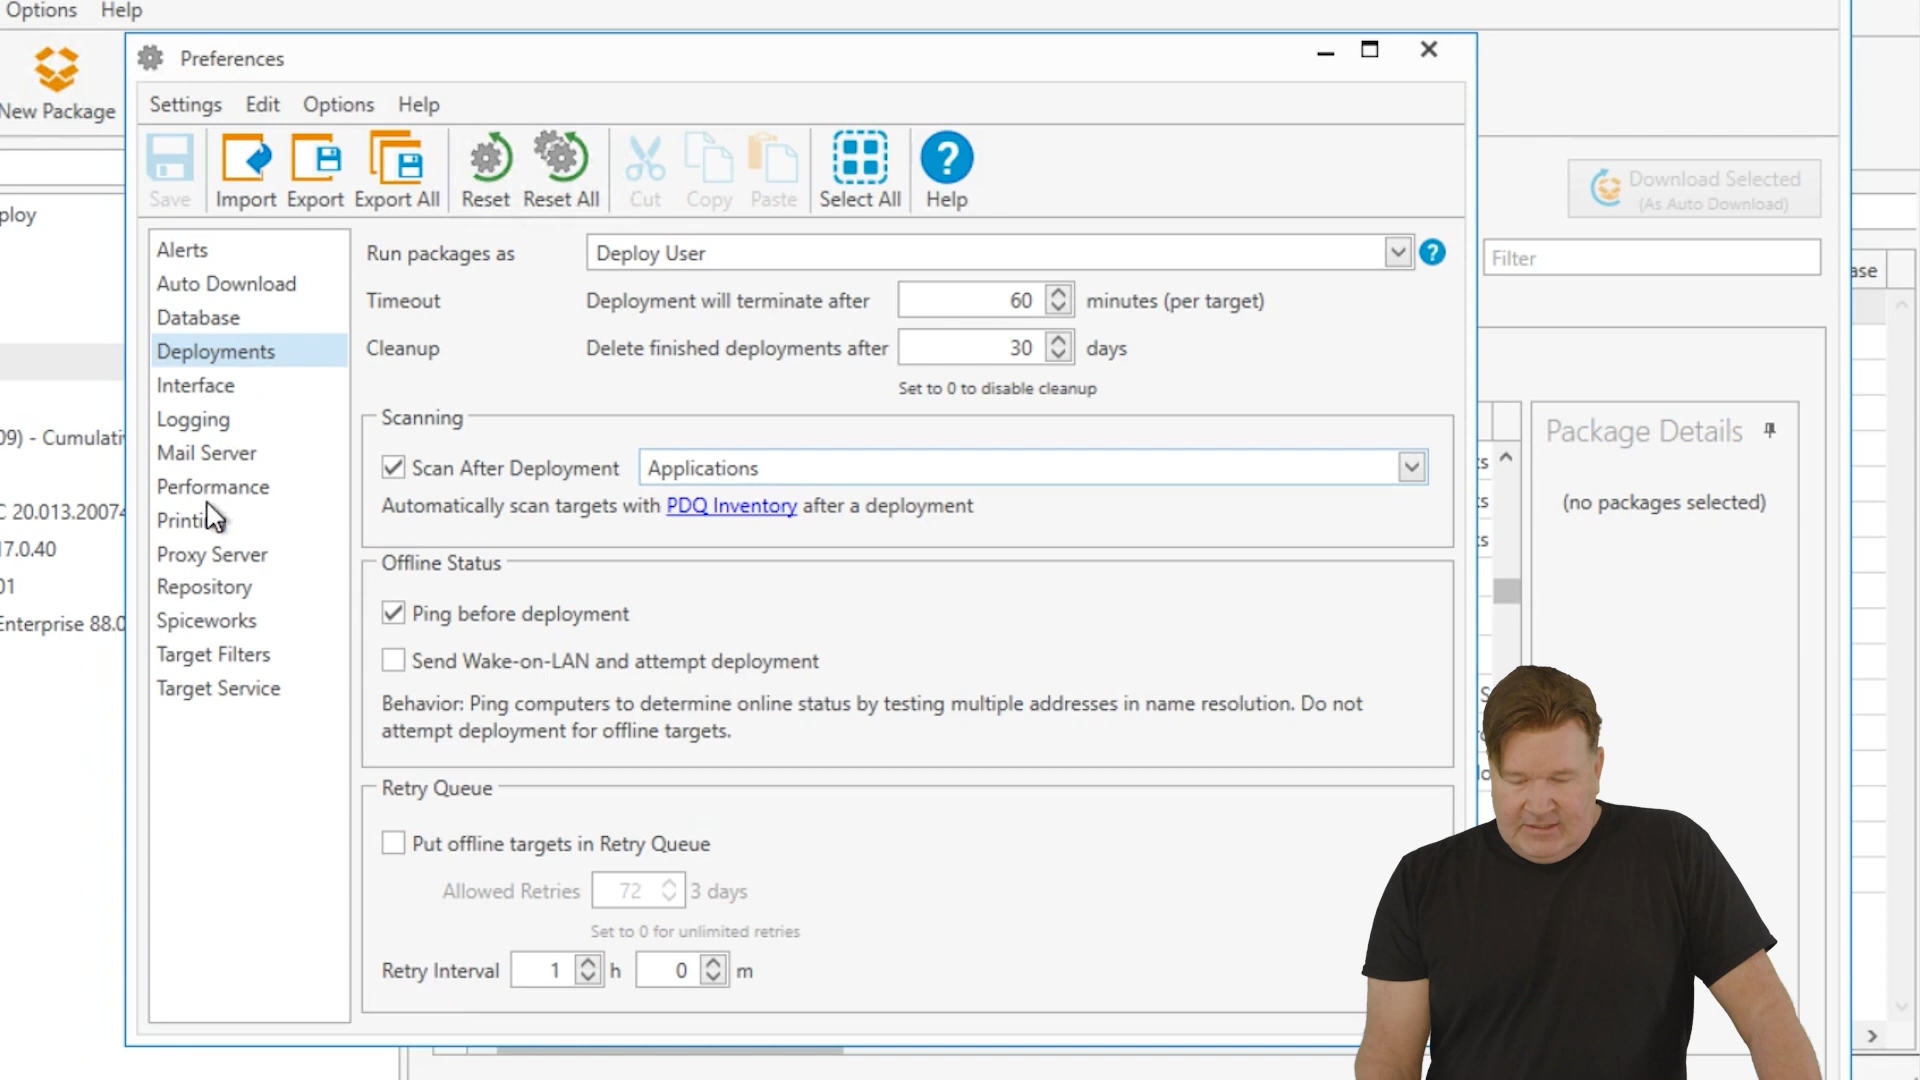 Options Help
New Package
Preferences
Settings Edit Options Help
Save Import Export Export All Reset Reset All Cut Copy Paste Select All Help
Download Selected
(As Auto Download)
ploy
Filter
ase
Alerts
Auto Download
Database
Deployments
Interface
Logging
Mail Server
Performance
Proxy Server
Repository
Spiceworks
Target Filters
Target Service
Run packages as Deploy User
Timeout Deployment will terminate after 60 minutes (per target)
Cleanup Delete finished deployments after 30 days
Set to 0 to disable cleanup
Scanning
Scan After Deployment Applications
Automatically scan targets with PDQ Inventory after a deployment
Offline Status
Ping before deployment
Send Wake-on-LAN and attempt deployment
Behavior: Ping computers to determine online status by testing multiple addresses in name resolution. Do not
attempt deployment for offline targets.
Retry Queue
Put offline targets in Retry Queue
Allowed Retries 72 3 days
Set to 0 for unlimited retries
Retry Interval 1 h 0 m
09) - Cumulati
C 20.013.20074
17.0.40
01
Enterprise 88.0
Package Details
(no packages selected)